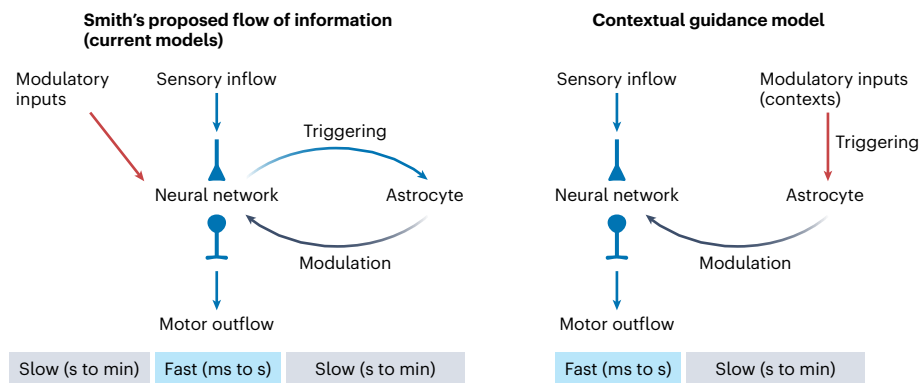 Smith's proposed flow of information
(current models)
Modulatory
inputs
Sensory inflow
Triggering
Neural network
Astrocyte
Modulation
Motor outflow
Slow (s to min)
Fast (ms to s)
Slow (s to min)
Contextual guidance model
Sensory inflow
Modulatory inputs
(contexts)
Triggering
Neural network
Astrocyte
Modulation
Motor outflow
Fast (ms to s)
Slow (s to min)